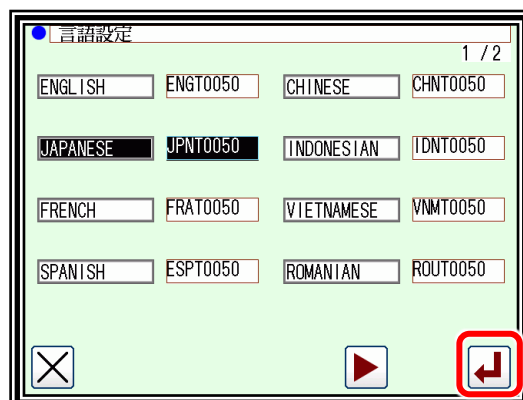 言語設定
1 / 2
ENGLISH ENGT0050 CHINESE CHNT0050
JAPANESE JPNT0050 INDONESIAN IDNT0050
FRENCH FRAT0050 VIETNAMESE VNMT0050
SPANISH ESPT0050 ROMANIAN ROUT0050